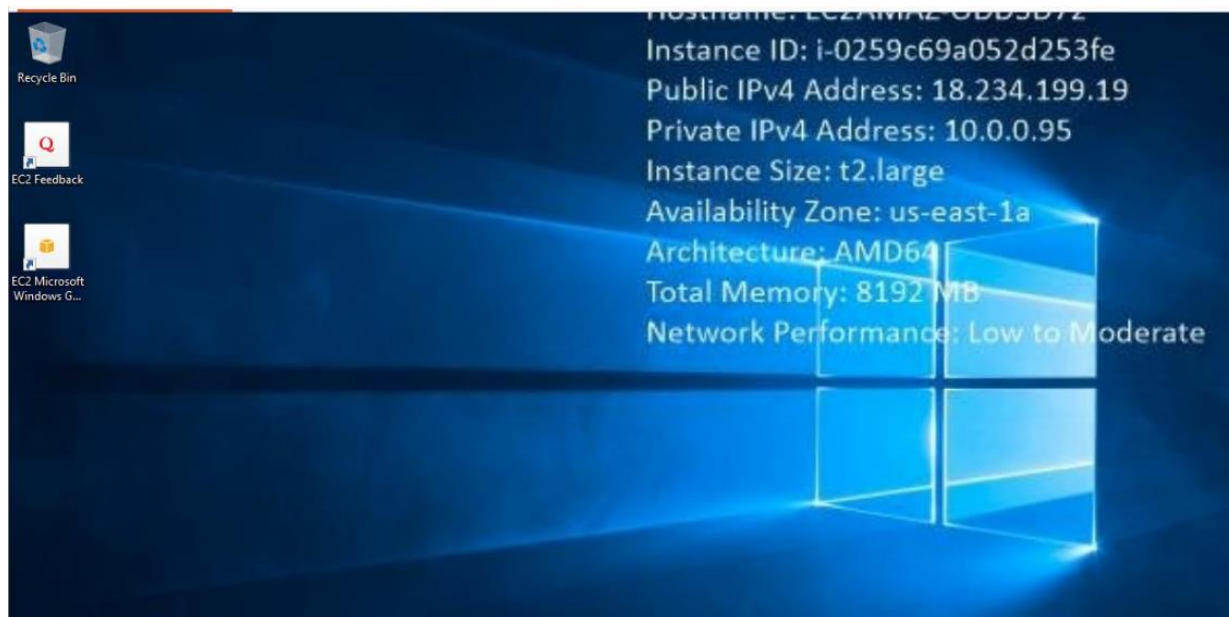 Hostname:
Instance ID: i-0259c69a052d253fe
Public IPv4 Address: 18.234.199.19
Private IPv4 Address: 10.0.0.95
Instance Size: t2.large
Availability Zone: us-east-1a
Architecture: AMD64
Total Memory: 8192 MB
Network Performance: Low to Moderate
Recycle Bin
EC2 Feedback
EC2 Microsoft
Windows G...